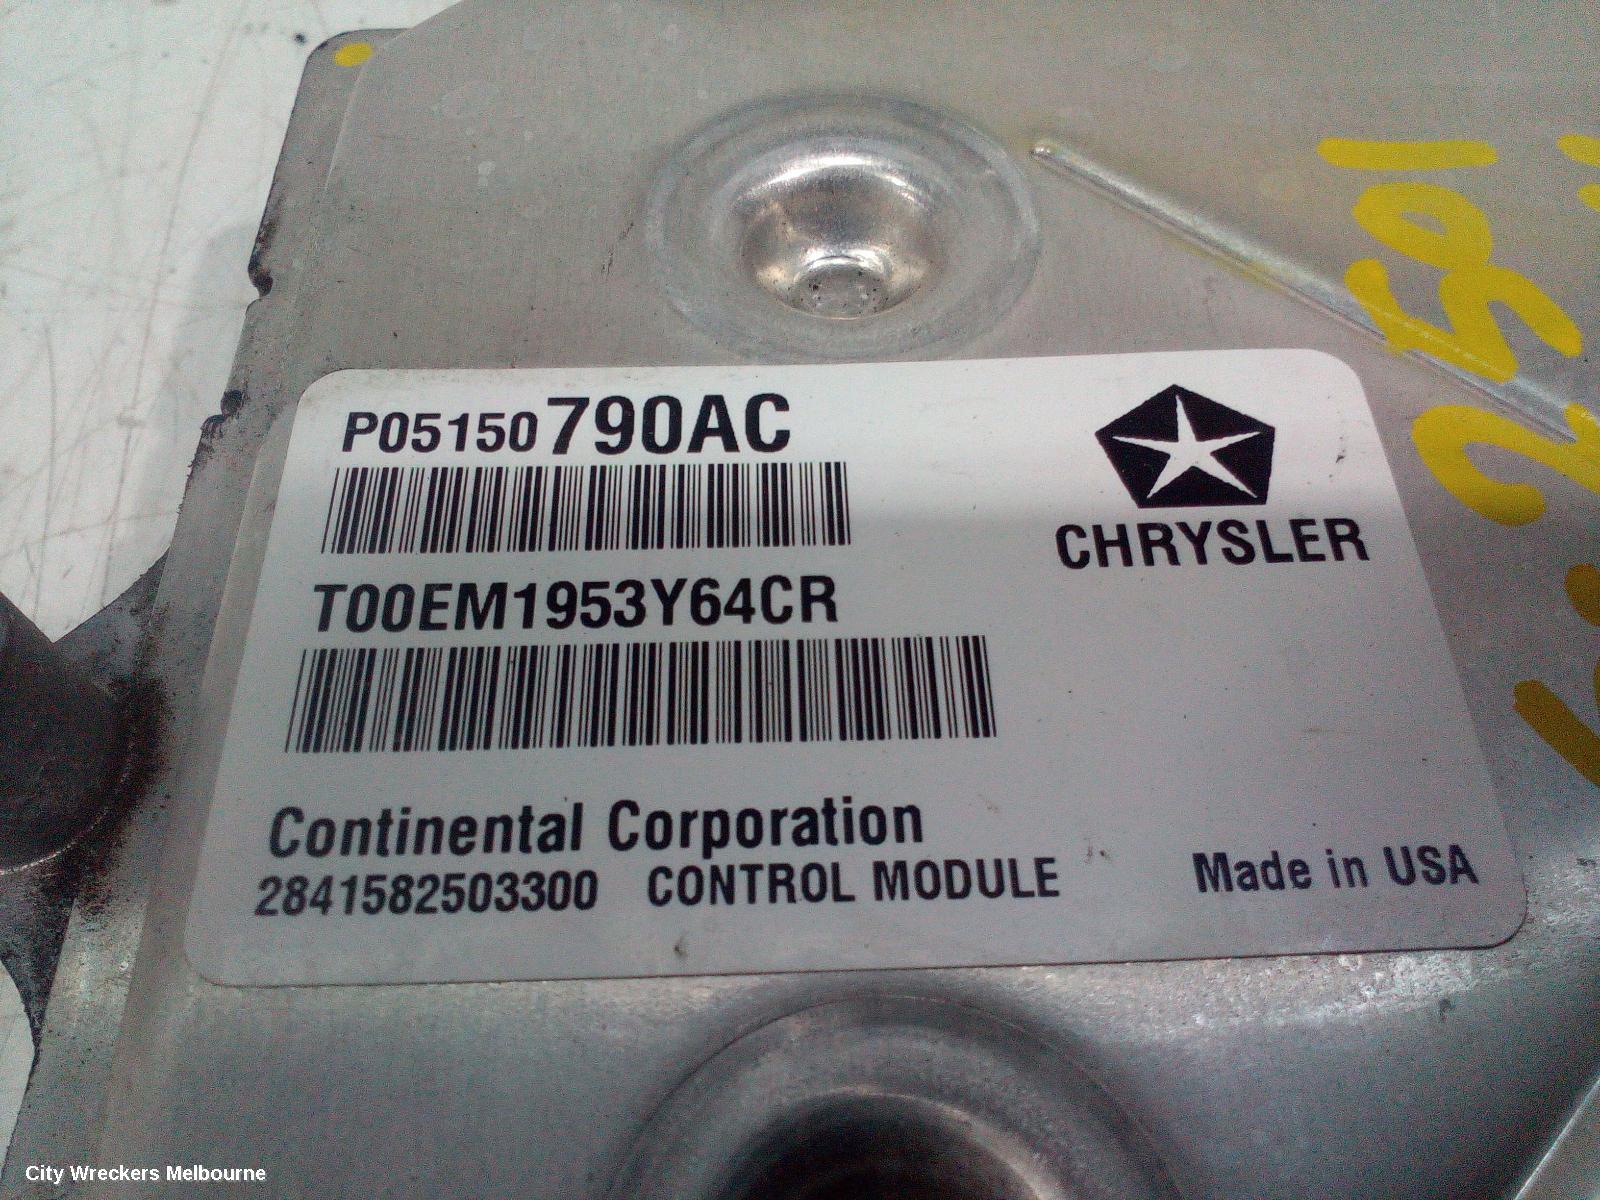 P05150790AC
T00EM1953Y64CR
CHRYSLER
Continental Corporation
2841582503300 CONTROL MODULE
Made in USA
City Wreckers Melbourne